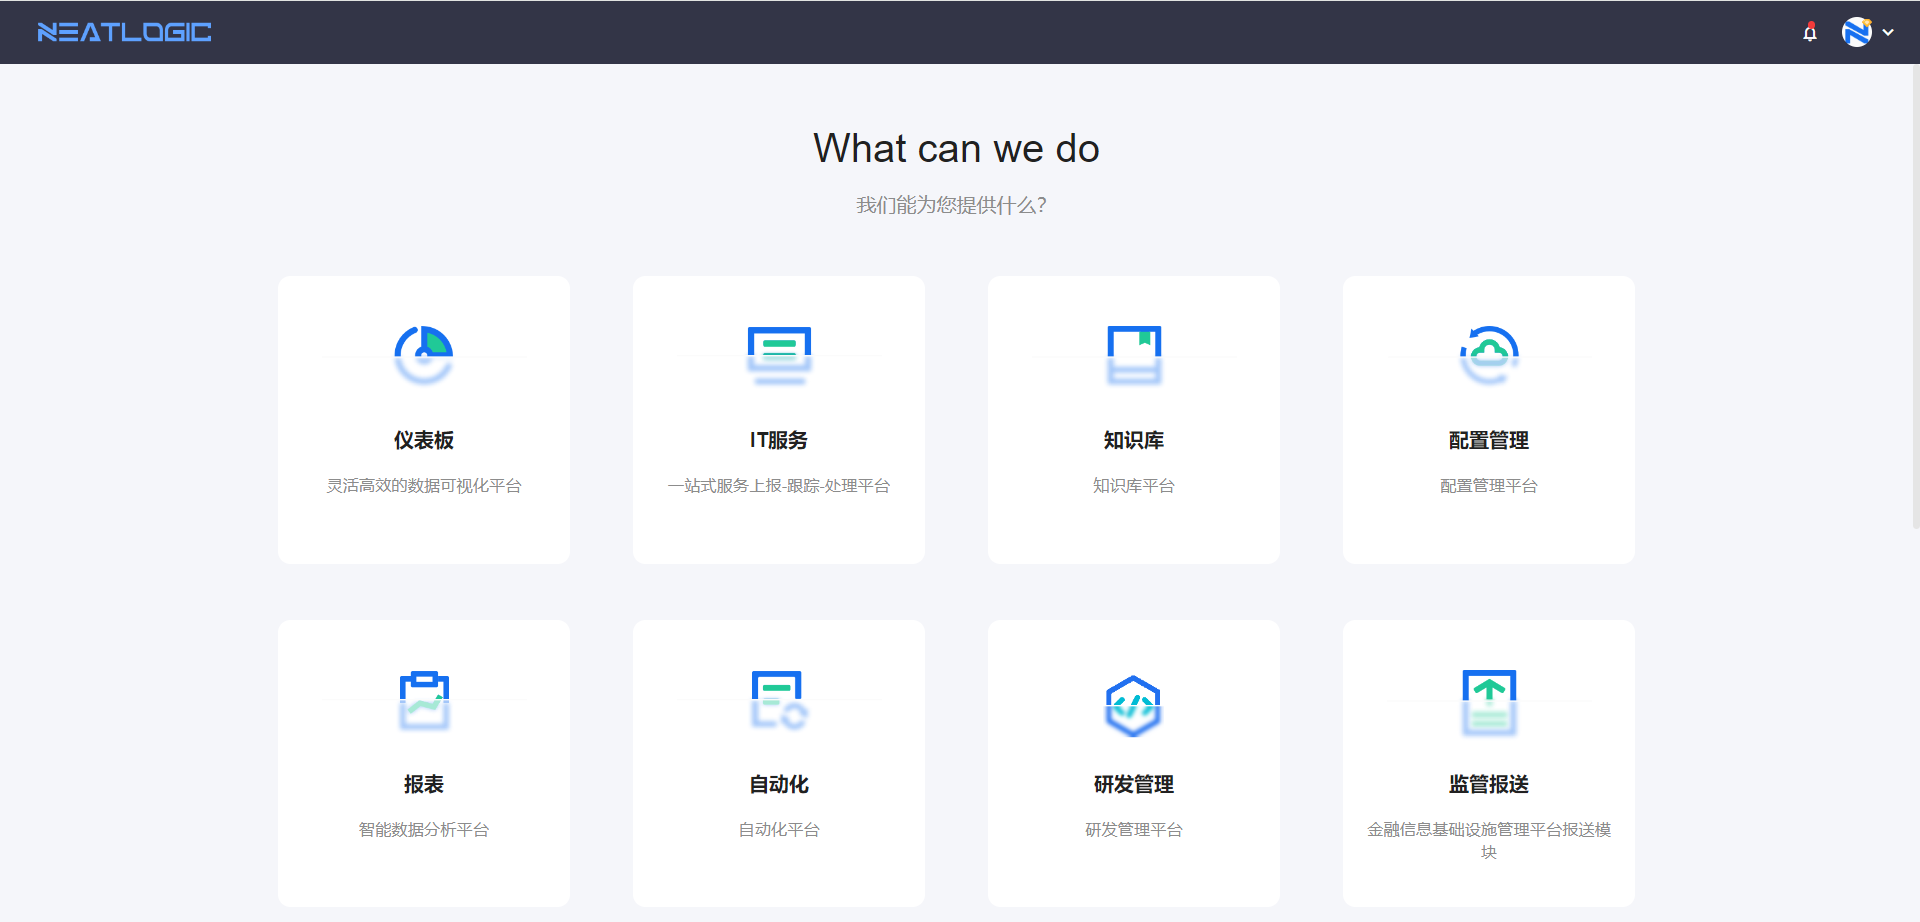 NEATLOGIC
What can we do
我们能为您提供什么？
仪表板
灵活高效的数据可视化平台
IT服务
一站式服务上报-跟踪-处理平台
知识库
知识库平台
配置管理
配置管理平台
报表
智能数据分析平台
自动化
自动化平台
研发管理
研发管理平台
监管报送
金融信息基础设施管理平台报送模
块